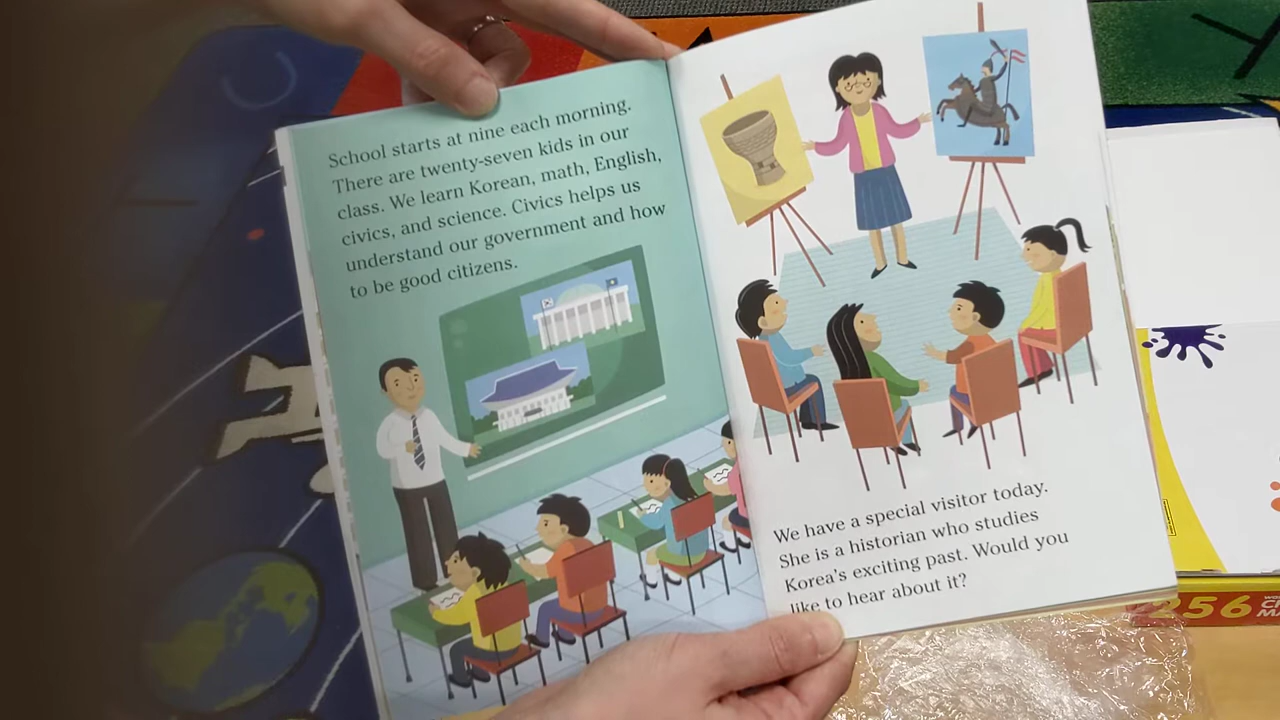 School starts at nine each morning.
There are twenty-seven kids in our
class. We learn Korean, math, English,
civics, and science. Civics helps us
understand our government and how
to be good citizens.
We have a special visitor today.
She is a historian who studies
Korea's exciting past. Would you
like to hear about it?
256